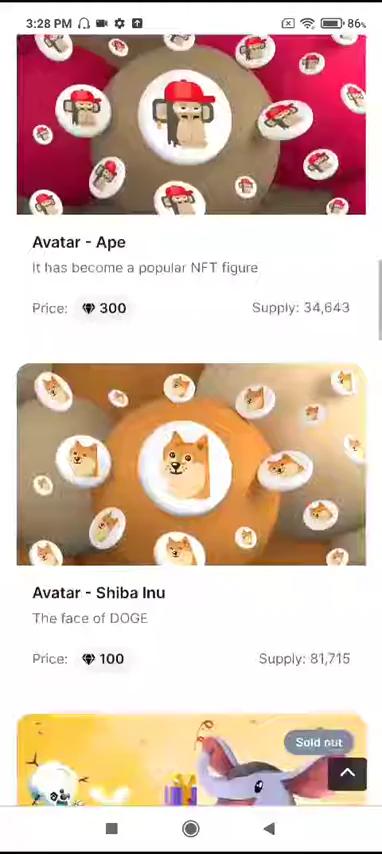 3:28 PM
86%
Avatar - Ape
It has become a popular NFT figure
Price: 300
Supply: 34,643
Avatar - Shiba Inu
The face of DOGE
Price: 100
Supply: 81,715
Sold out